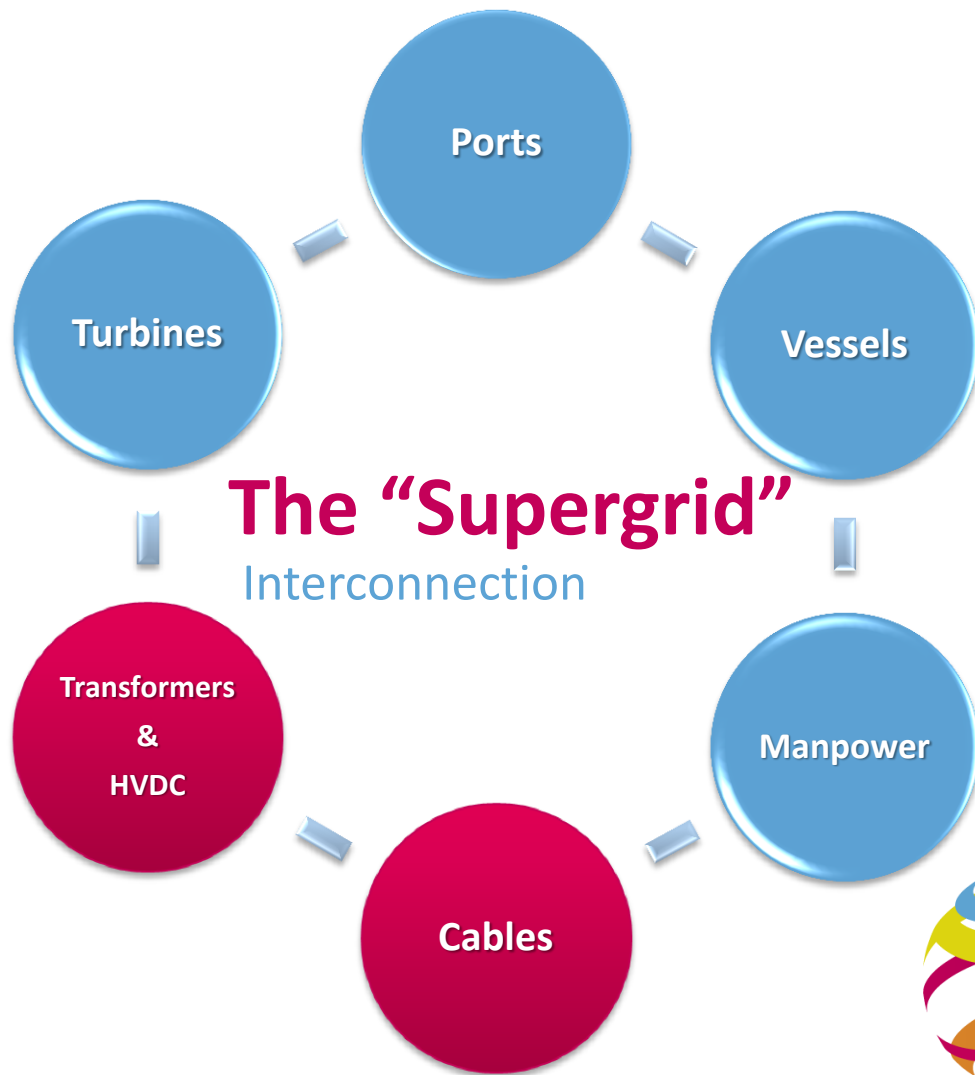 Ports
Turbines
Vessels
The “Supergrid”
Interconnection
Transformers
&
HVDC
Manpower
Cables